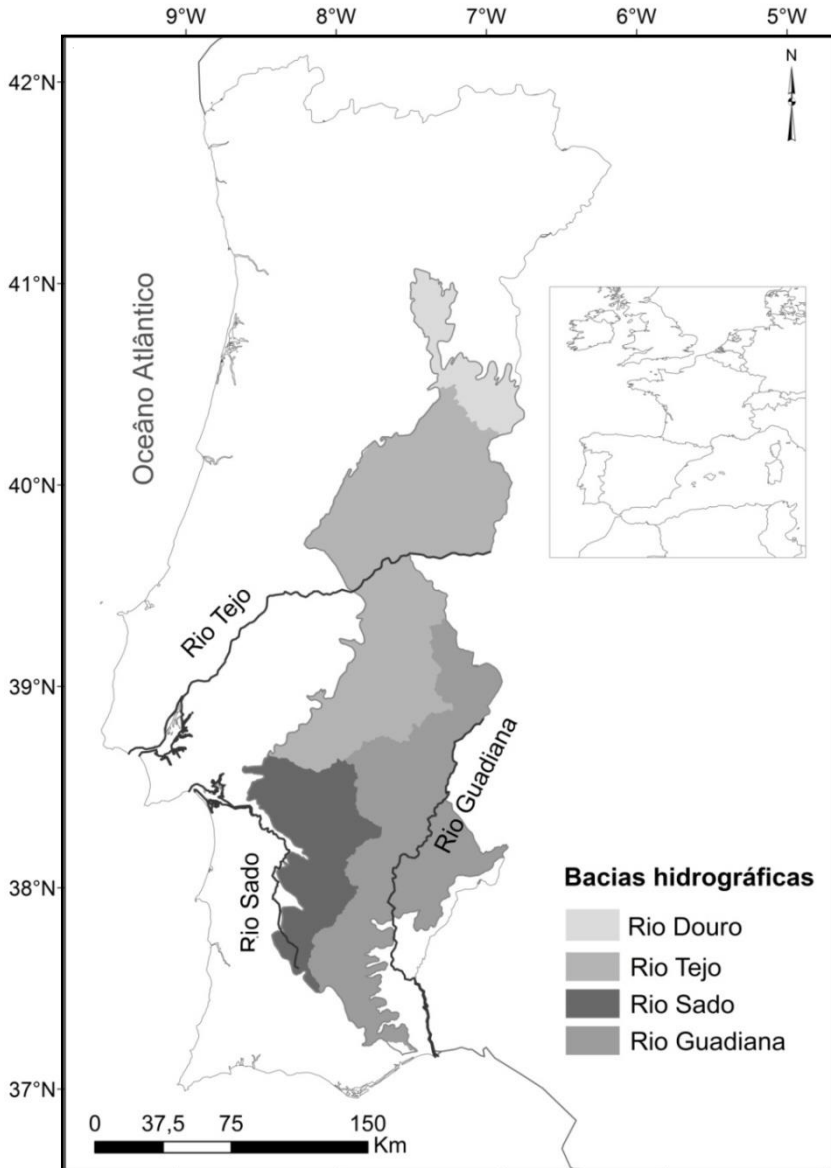 9°W 8°W 7°W 6°W 5°W
N
42°N
41°N
40°N
39°N
38°N
37°N
Oceâno Atlântico
Rio Tejo
Rio Guadiana
Rio Sado
Bacias hidrográficas
Rio Douro
Rio Tejo
Rio Sado
Rio Guadiana
0 37,5 75 150
Km